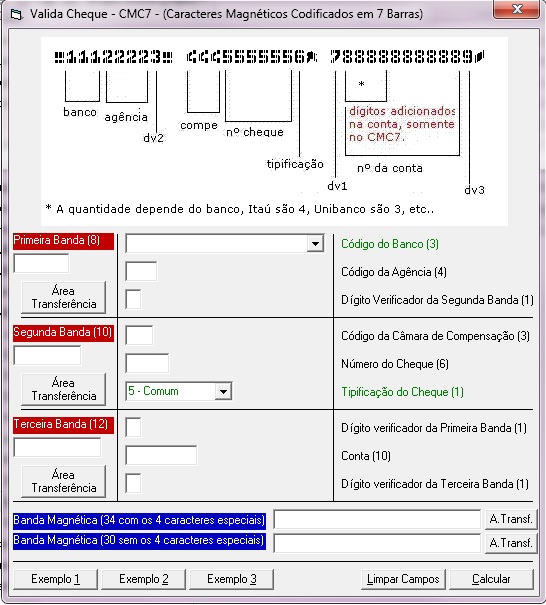 Valida Cheque - CMC7 - (Caracteres Magnéticos Codificados em 7 Barras)
11122223 4445555556 788888888889
banco
agência
dv2
compe
nº cheque
tipificação
*
dígitos adicionados
na conta, somente
no CMC7.
nº da conta
dv1
dv3
* A quantidade depende do banco, Itaú são 4, Unibanco são 3, etc..
Primeira Banda (8)
Código do Banco (3)
Código da Agência (4)
Área
Transferência
Dígito Verificador da Segunda Banda (1)
Segunda Banda (10)
Código da Câmara de Compensação (3)
Número do Cheque (6)
Área
Transferência
5 - Comum
Tipificação do Cheque (1)
Terceira Banda (12)
Dígito verificador da Primeira Banda (1)
Conta (10)
Área
Transferência
Dígito verificador da Terceira Banda (1)
Banda Magnética (34 com os 4 caracteres especiais)
A.Transf.
Banda Magnética (30 sem os 4 caracteres especiais)
A.Transf.
Exemplo 1
Exemplo 2
Exemplo 3
Limpar Campos
Calcular